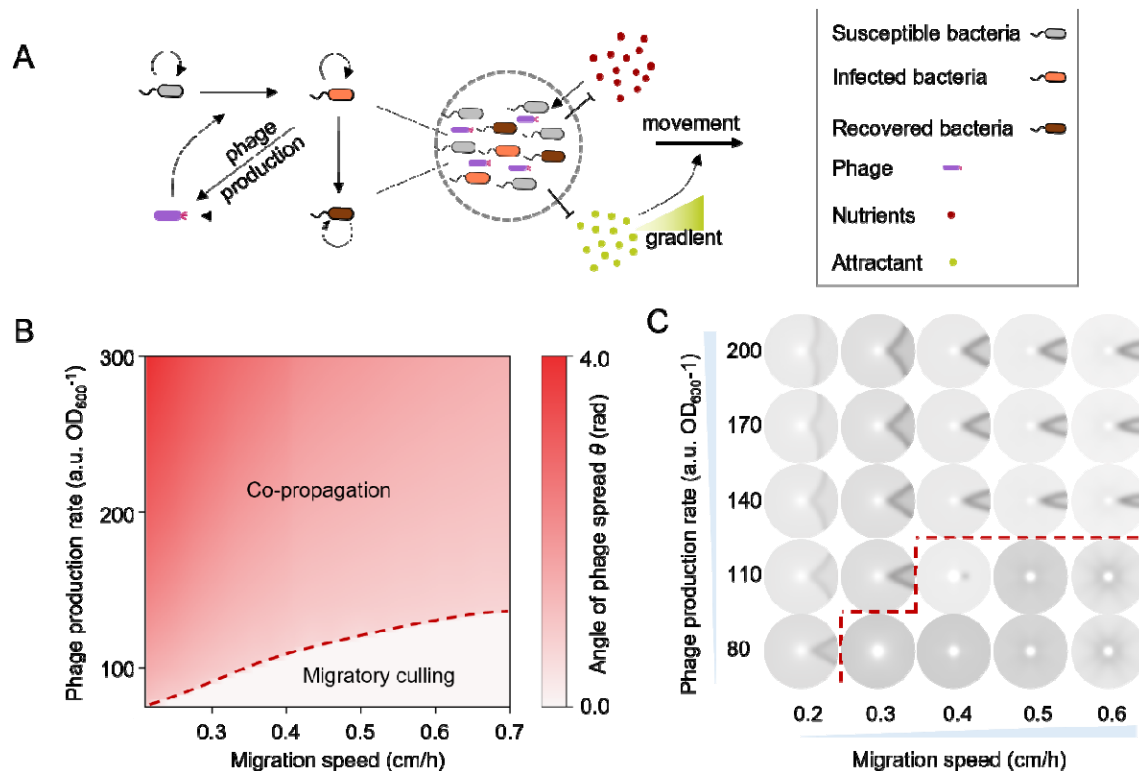 A
phage
production
movement
gradient
Susceptible bacteria
Infected bacteria
Recovered bacteria
Phage
Nutrients
Attractant
B
Phage production rate (a.u. OD600-1)
300
200
100
Co-propagation
Migratory culling
0.3 0.4 0.5 0.6 0.7
Migration speed (cm/h)
4.0
0.0
Angle of phage spread θ (rad)
C
Phage production rate (a.u. OD600-1)
200
170
140
110
80
0.2 0.3 0.4 0.5 0.6
Migration speed (cm/h)